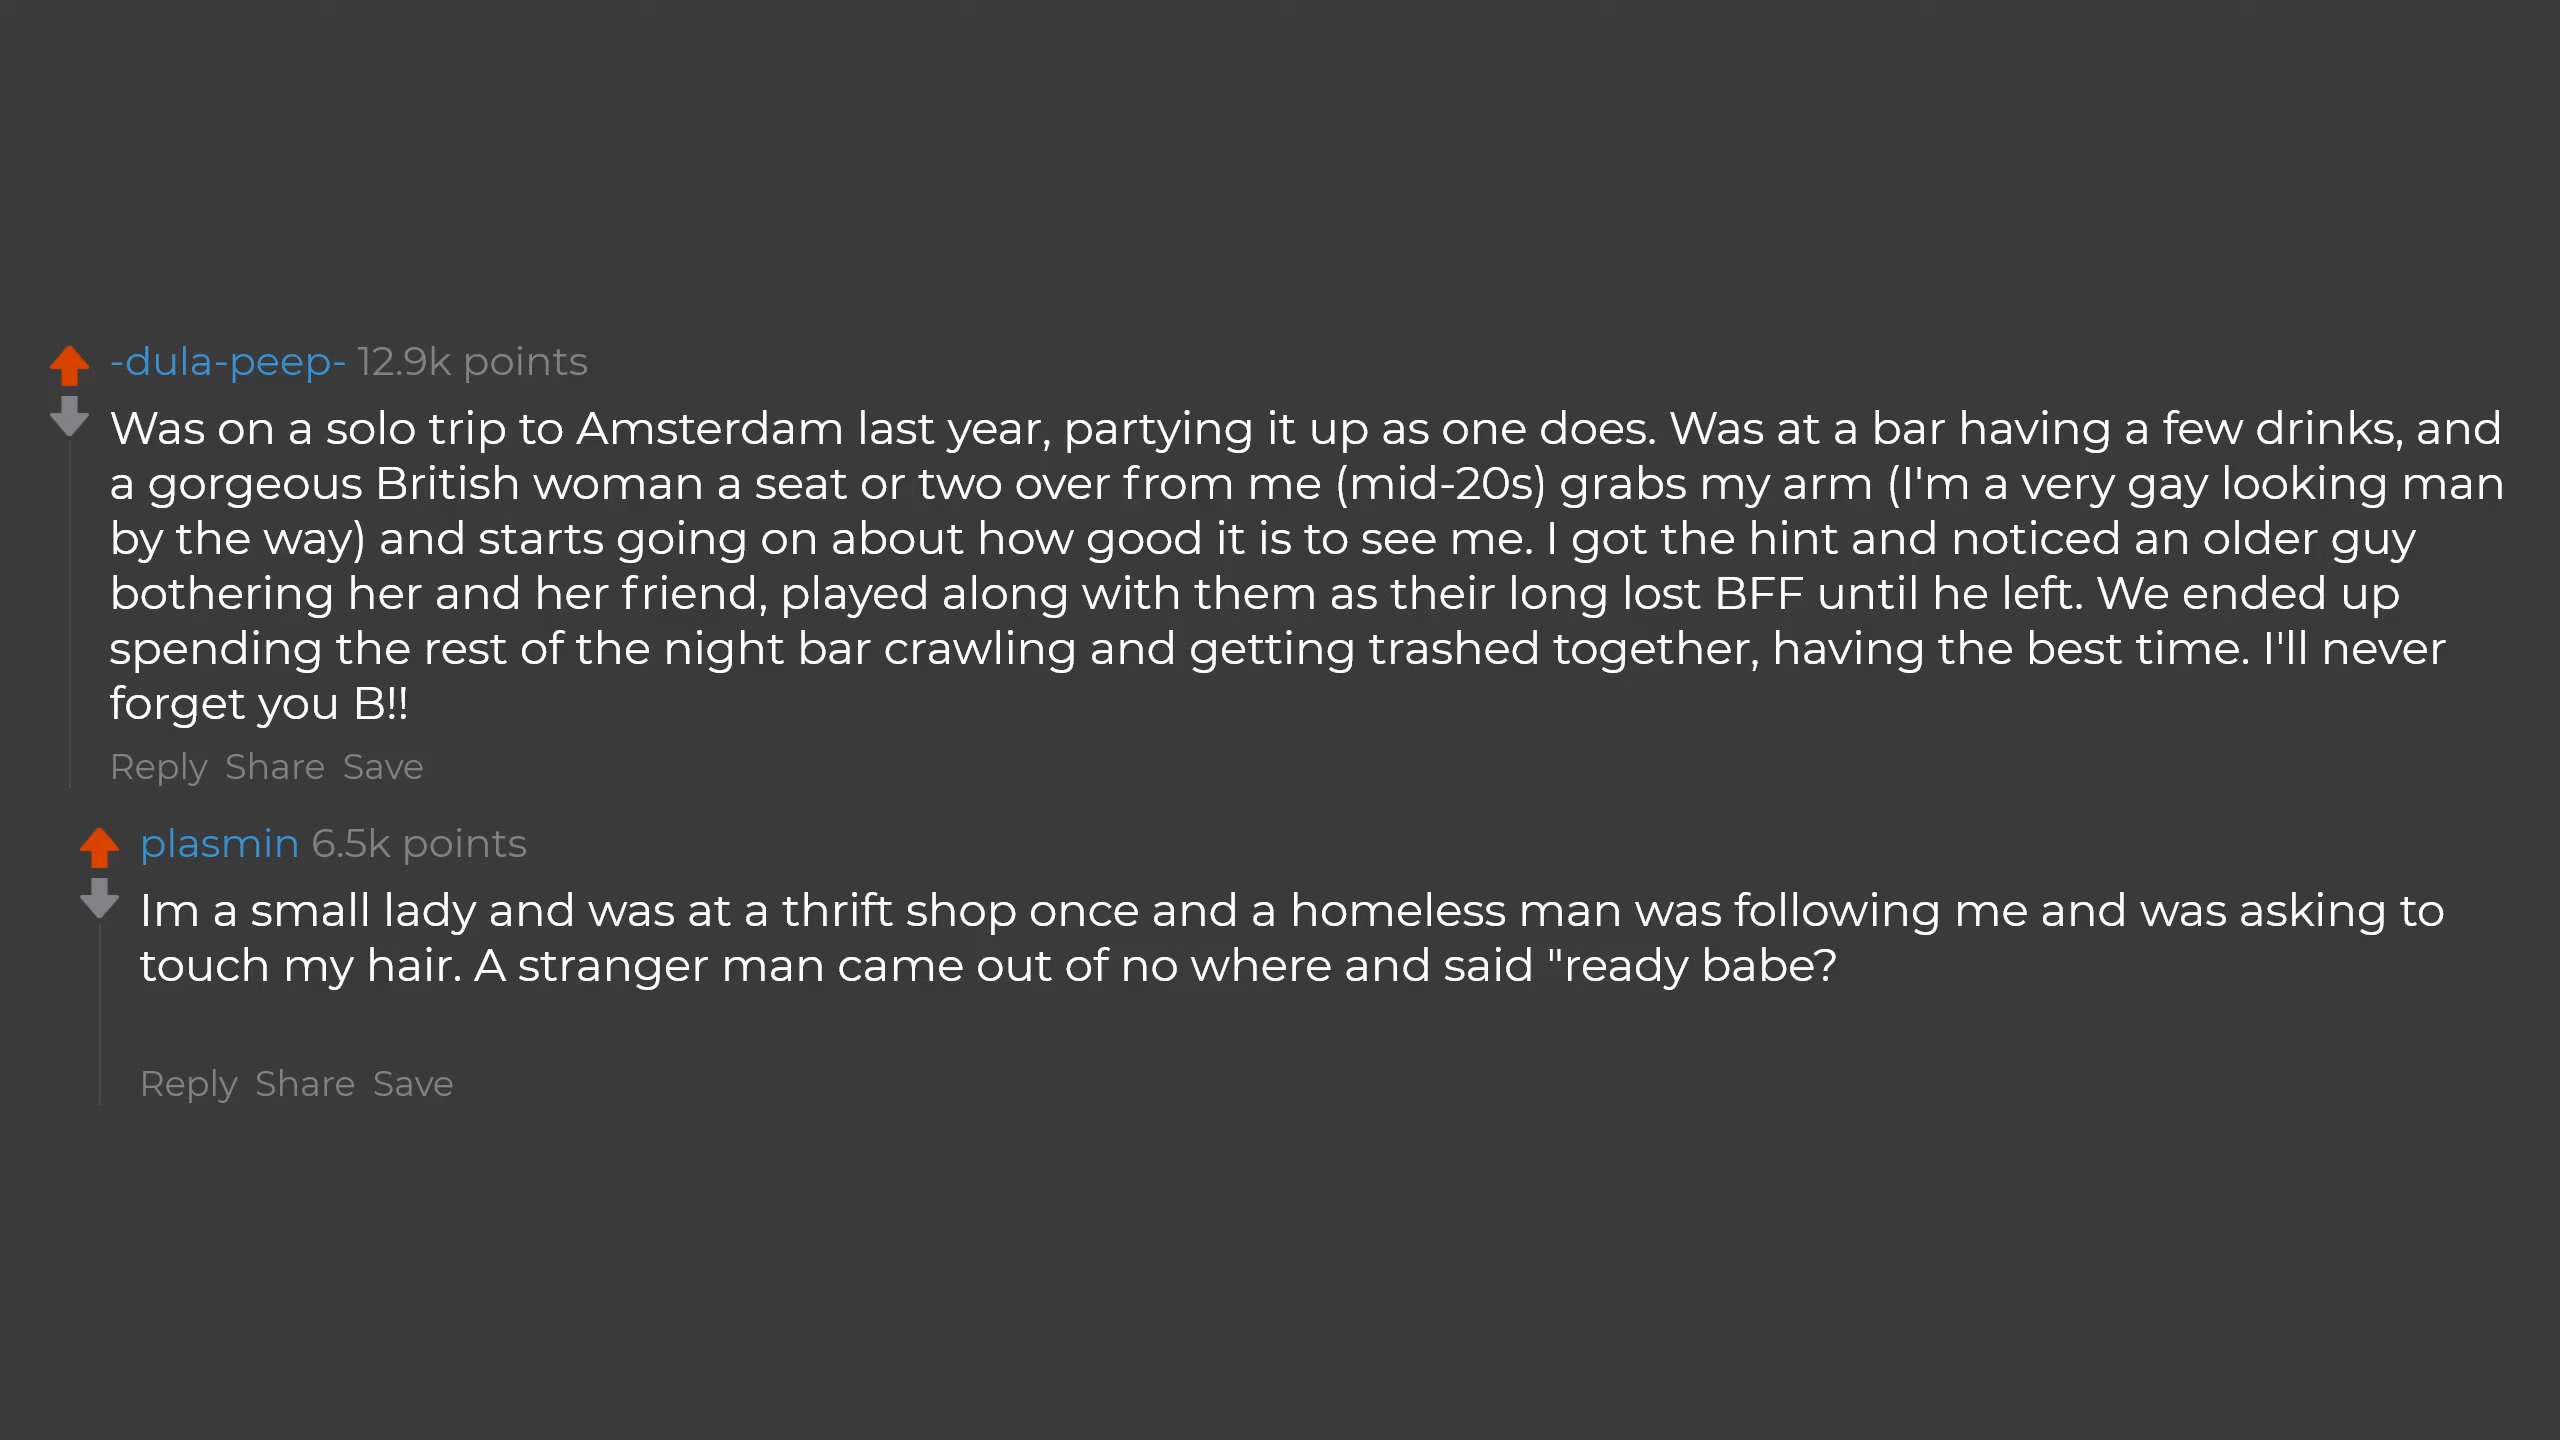 -dula-peep- 12.9k points
Was on a solo trip to Amsterdam last year, partying it up as one does. Was at a bar having a few drinks, and
a gorgeous British woman a seat or two over from me (mid-20s) grabs my arm (I'm a very gay looking man
by the way) and starts going on about how good it is to see me. I got the hint and noticed an older guy
bothering her and her friend, played along with them as their long lost BFF until he left. We ended up
spending the rest of the night bar crawling and getting trashed together, having the best time. I'll never
forget you B!!
Reply Share Save
plasmin 6.5k points
Im a small lady and was at a thrift shop once and a homeless man was following me and was asking to
touch my hair. A stranger man came out of no where and said "ready babe?
Reply Share Save